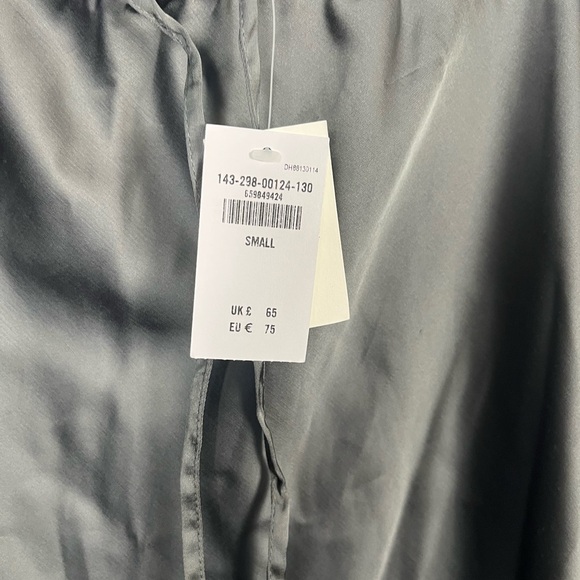 DH88130114
143-298-00124-130
659849424
SMALL
UK £ 65
EU € 75